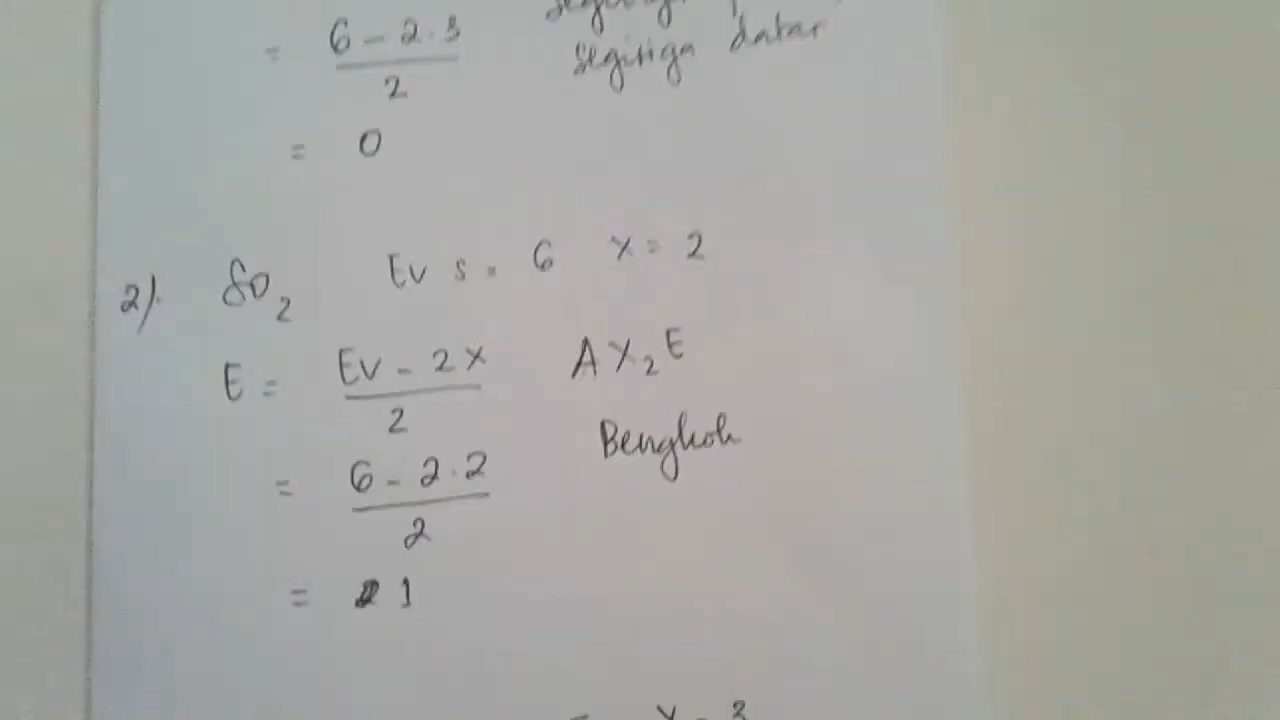 = 6 - 2.3 / 2
segitiga datar
= 0
2). SO2 Ev s = 6 x = 2
E = Ev - 2x / 2 AX2E
= 6 - 2.2 / 2 Bengkok
= 1